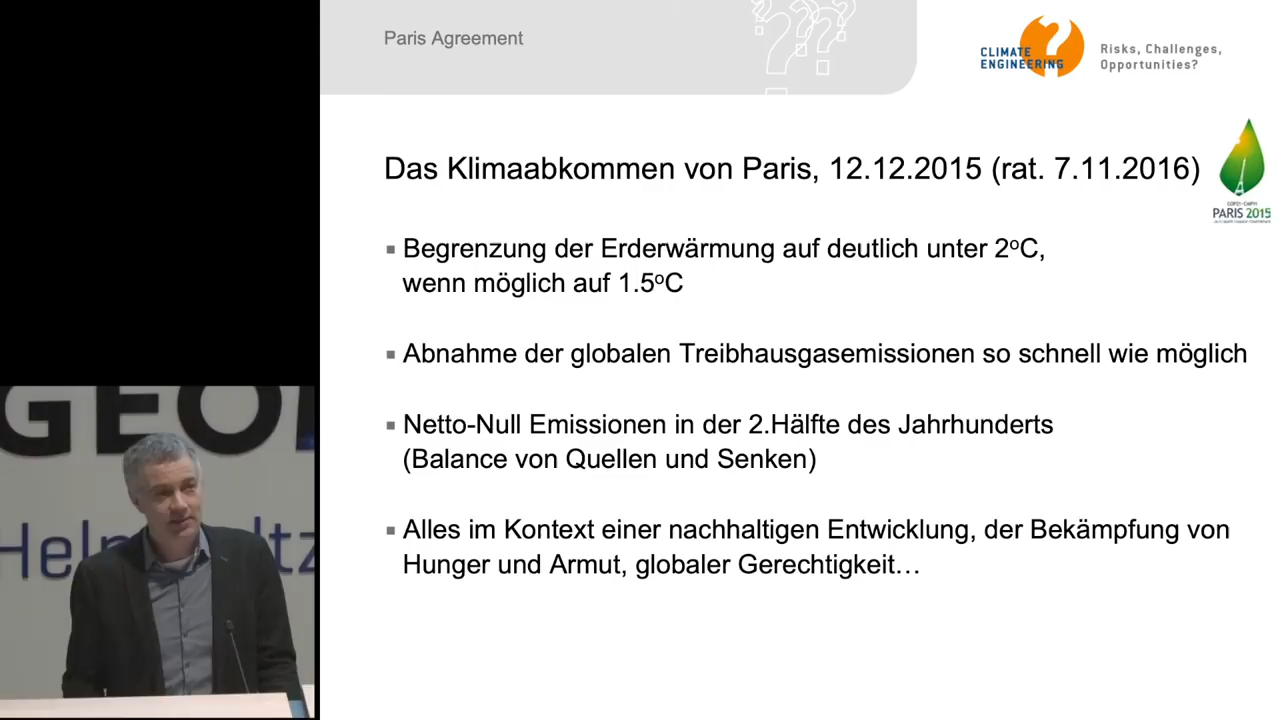 Paris Agreement
CLIMATE
ENGINEERING
Risks, Challenges,
Opportunities?
Das Klimaabkommen von Paris, 12.12.2015 (rat. 7.11.2016)
PARIS 2015
▪ Begrenzung der Erderwärmung auf deutlich unter 2ºC,
wenn möglich auf 1.5ºC
▪ Abnahme der globalen Treibhausgasemissionen so schnell wie möglich
▪ Netto-Null Emissionen in der 2.Hälfte des Jahrhunderts
(Balance von Quellen und Senken)
▪ Alles im Kontext einer nachhaltigen Entwicklung, der Bekämpfung von
Hunger und Armut, globaler Gerechtigkeit…
GEO